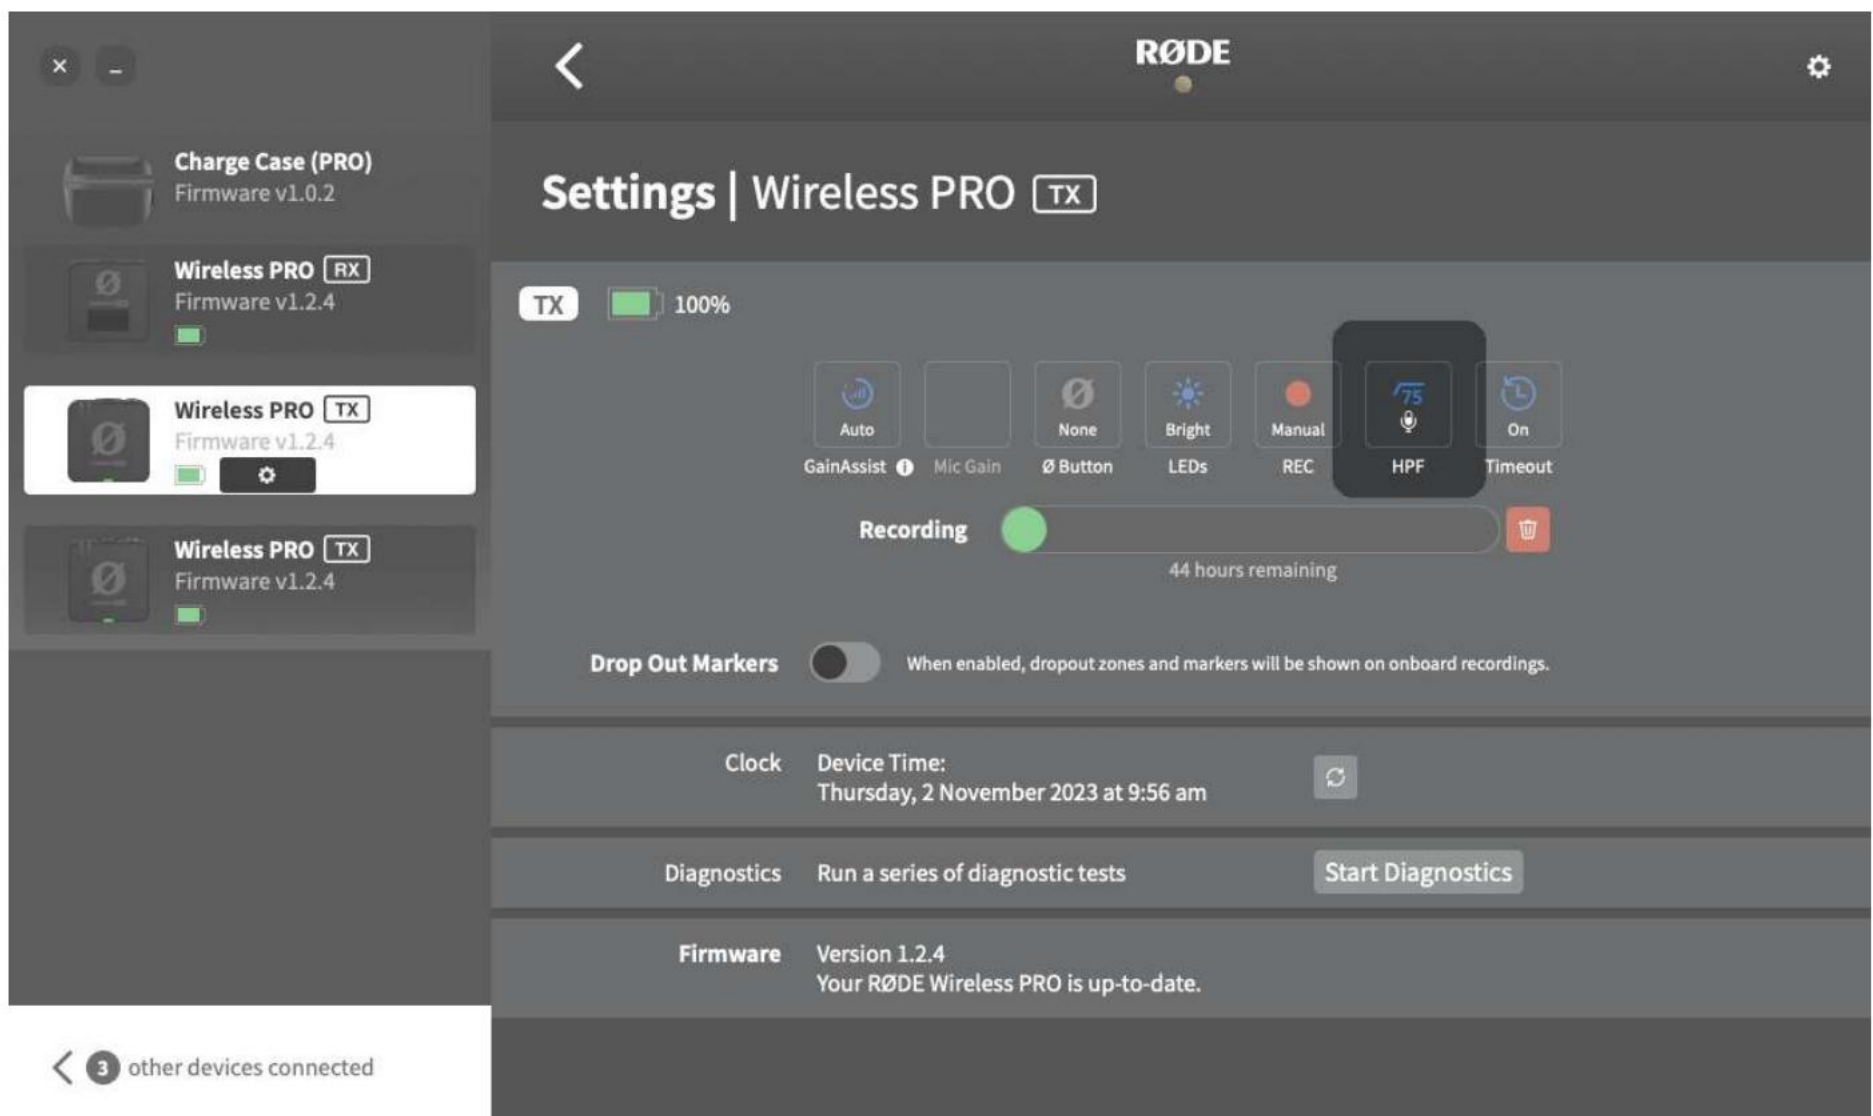 Charge Case (PRO)
Firmware v1.0.2
Wireless PRO RX
Firmware v1.2.4
Wireless PRO TX
Firmware v1.2.4
Wireless PRO TX
Firmware v1.2.4
3 other devices connected
RØDE
Settings | Wireless PRO TX
TX 100%
Auto None Bright Manual 75 On
GainAssist Mic Gain Ø Button LEDs REC HPF Timeout
Recording
44 hours remaining
Drop Out Markers When enabled, dropout zones and markers will be shown on onboard recordings.
Clock Device Time:
Thursday, 2 November 2023 at 9:56 am
Diagnostics Run a series of diagnostic tests Start Diagnostics
Firmware Version 1.2.4
Your RØDE Wireless PRO is up-to-date.